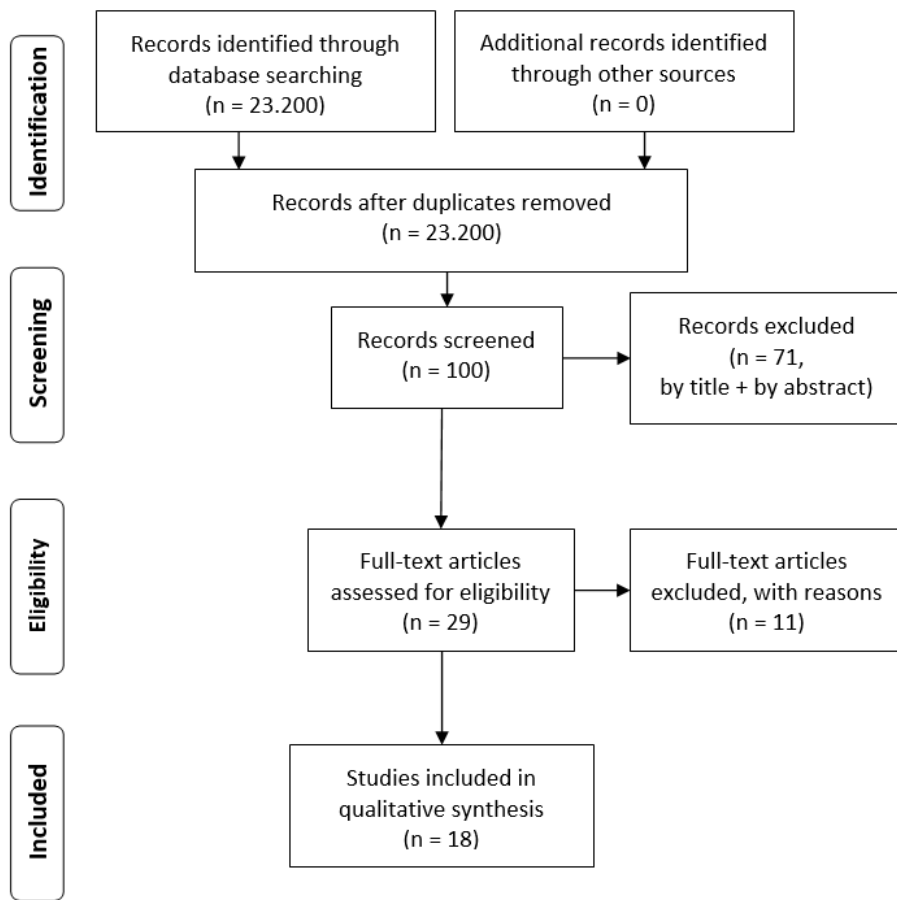 Identification
Records identified through
database searching
(n = 23.200)
Additional records identified
through other sources
(n = 0)
Records after duplicates removed
(n = 23.200)
Screening
Records screened
(n = 100)
Records excluded
(n = 71,
by title + by abstract)
Eligibility
Full-text articles
assessed for eligibility
(n = 29)
Full-text articles
excluded, with reasons
(n = 11)
Included
Studies included in
qualitative synthesis
(n = 18)